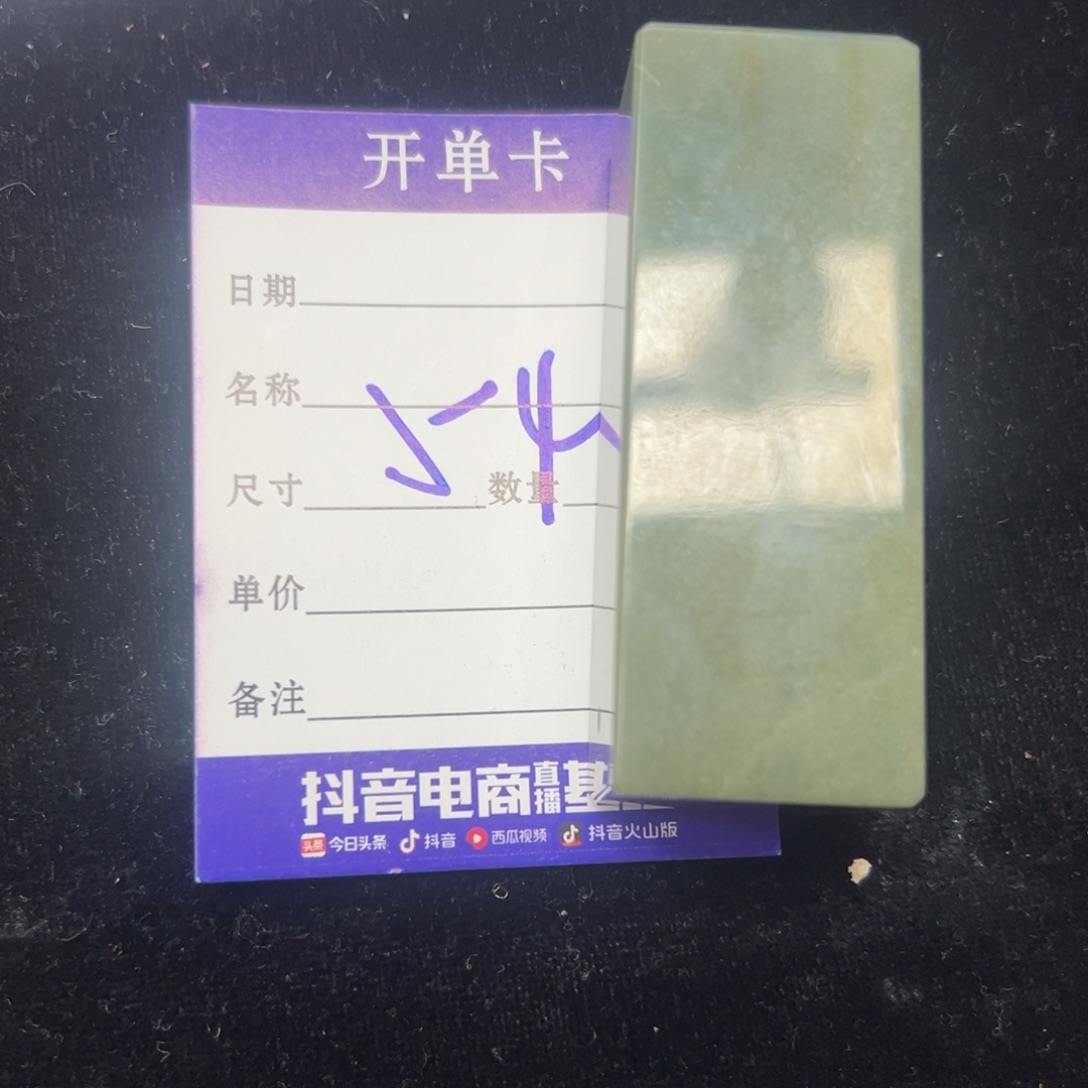 开单卡
日期
名称
尺寸 数量
单价
备注
抖音电商直播基
今日头条 抖音 西瓜视频 抖音火山版